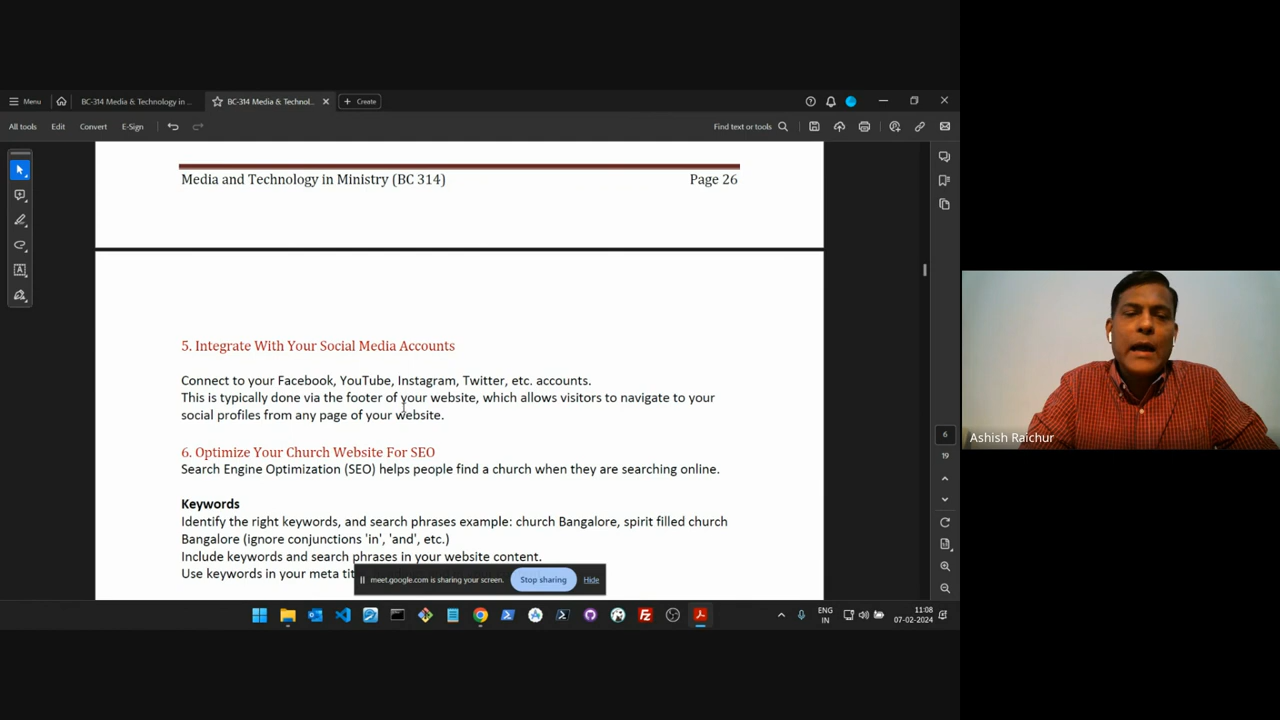 Menu
BC-314 Media & Technology in ...
BC-314 Media & Technol...
Create
All tools
Edit
Convert
E-Sign
Find text or tools
Media and Technology in Ministry (BC 314)
Page 26
5. Integrate With Your Social Media Accounts
Connect to your Facebook, YouTube, Instagram, Twitter, etc. accounts.
This is typically done via the footer of your website, which allows visitors to navigate to your
social profiles from any page of your website.
6. Optimize Your Church Website For SEO
Search Engine Optimization (SEO) helps people find a church when they are searching online.
Keywords
Identify the right keywords, and search phrases example: church Bangalore, spirit filled church
Bangalore (ignore conjunctions 'in', 'and', etc.)
Include keywords and search phrases in your website content.
Use keywords in your meta tit
meet.google.com is sharing your screen.
Stop sharing
Hide
6
19
ENG
IN
11:08
07-02-2024
Ashish Raichur